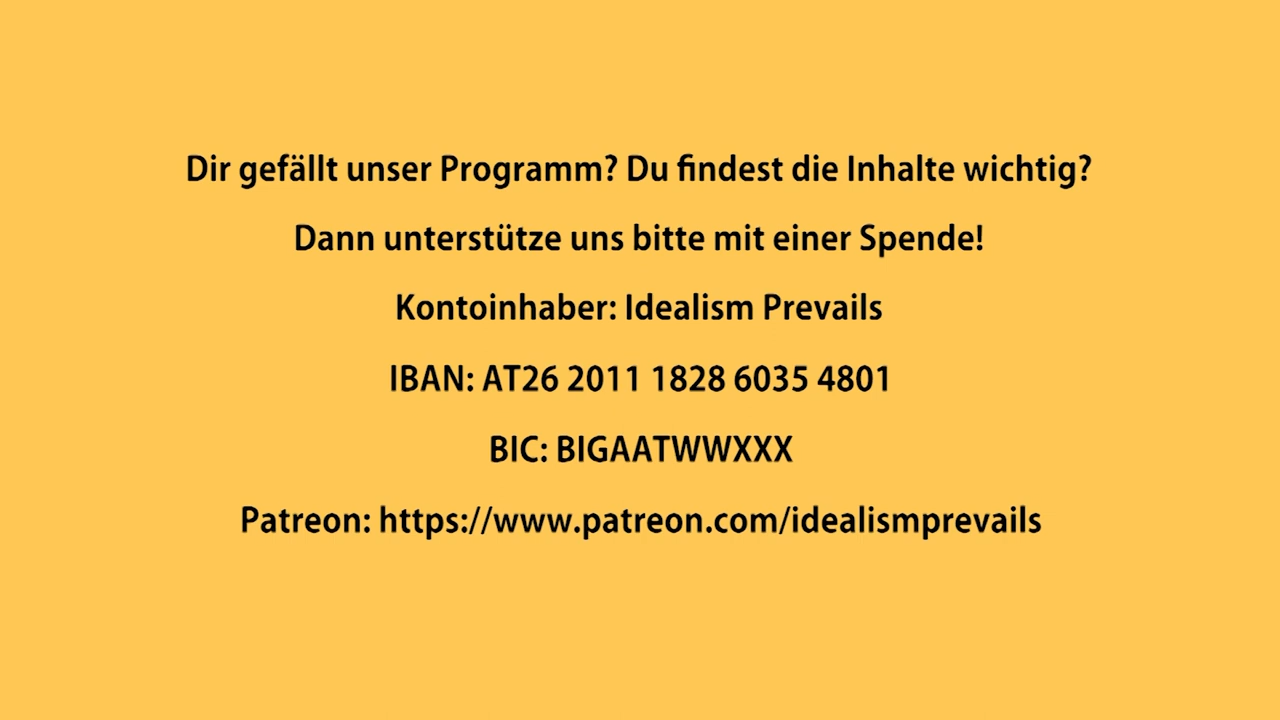 Dir gefällt unser Programm? Du findest die Inhalte wichtig?
Dann unterstütze uns bitte mit einer Spende!
Kontoinhaber: Idealism Prevails
IBAN: AT26 2011 1828 6035 4801
BIC: BIGAATWWXXX
Patreon: https://www.patreon.com/idealismprevails